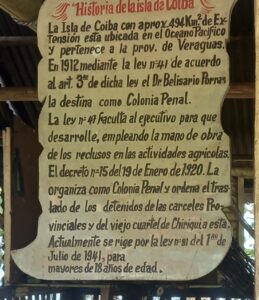 "Historia de la isla de Coiba"
La Isla de Coiba con aprox. 494 Km². de Ex-
tensión esta ubicada en el Oceano Pacifico
y pertenece a la prov. de Veraguas.
En 1912 mediante la ley nº 41 de acuerdo
al art. 3ro de dicha ley el Dr Belisario Porras
la destina como Colonia Penal.
La ley nº 47 Faculta al ejecutivo para que
desarrolle, empleando la mano de obra
de los reclusos en las actividades agricolas.
El decreto nº 15 del 19 de Enero de 1920. La
organiza como Colonia Penal y ordena el tras-
lado de los detenidos de las carceles Pro-
vinciales y del viejo cuartel de Chiriqui a esta.
Actualmente se rige por la ley nº 81 del 1ro de
Julio de 1941, para
mayores de 18 años de edad.